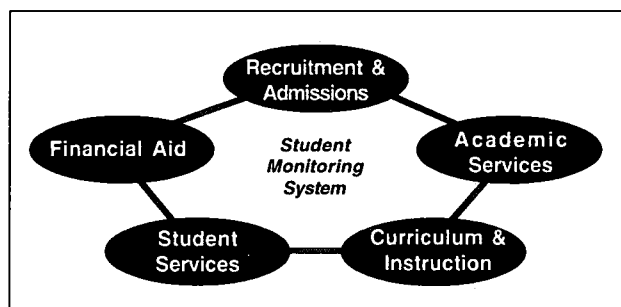 Recruitment &
Admissions
Financial Aid
Student
Monitoring
System
Academic
Services
Student
Services
Curriculum &
Instruction